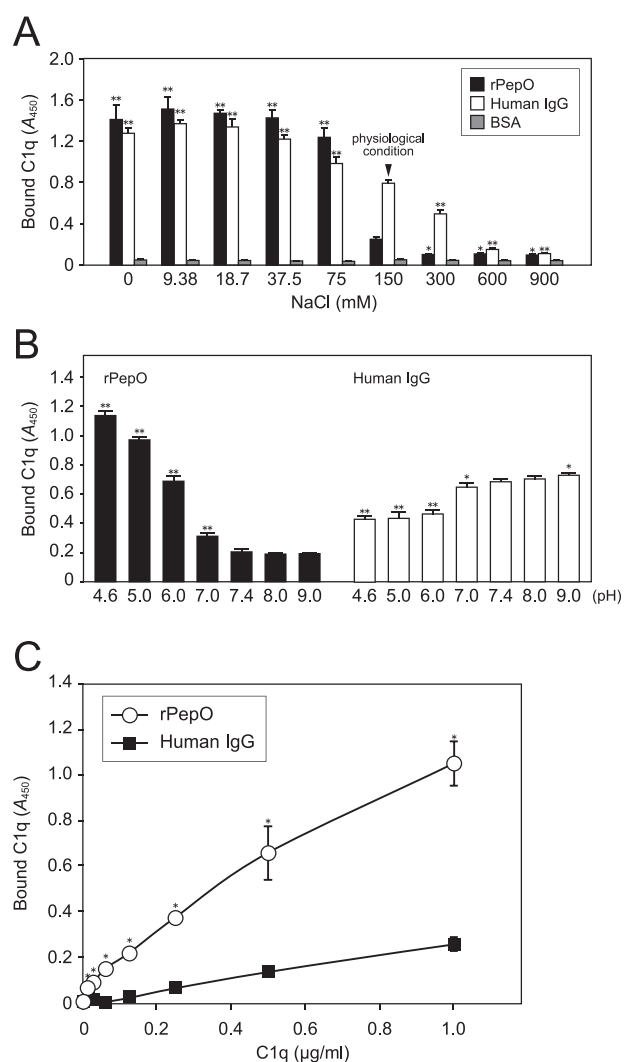 A
2.0
1.6
1.2
0.8
0.4
0
Bound C1q (A450)
rPepO
Human IgG
BSA
physiological
condition
** ** ** ** ** ** ** ** ** ** * ** * ** * **
0 9.38 18.7 37.5 75 150 300 600 900
NaCl (mM)
B
1.4
1.2
1.0
0.8
0.6
0.4
0.2
0
Bound C1q (A450)
rPepO Human IgG
** ** ** ** ** ** ** * *
4.6 5.0 6.0 7.0 7.4 8.0 9.0 4.6 5.0 6.0 7.0 7.4 8.0 9.0 (pH)
C
1.4
1.2
1.0
0.8
0.6
0.4
0.2
0
Bound C1q (A450)
rPepO
Human IgG
* * * * * * *
0 0.2 0.4 0.6 0.8 1.0
C1q (μg/ml)